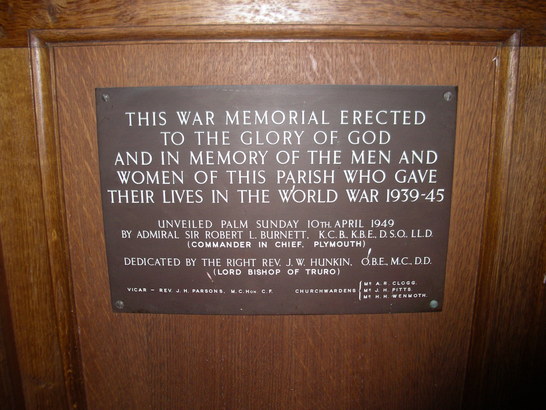 THIS WAR MEMORIAL ERECTED
TO THE GLORY OF GOD
AND IN MEMORY OF THE MEN AND
WOMEN OF THIS PARISH WHO GAVE
THEIR LIVES IN THE WORLD WAR 1939-45
UNVEILED PALM SUNDAY 10TH. APRIL 1949
BY ADMIRAL SIR ROBERT L. BURNETT, K.C.B., K.B.E., D.S.O., LL.D.
(COMMANDER IN CHIEF, PLYMOUTH)
DEDICATED BY THE RIGHT REV. J. W. HUNKIN, O.B.E., M.C., D.D.
(LORD BISHOP OF TRURO)
VICAR – REV. J. H. PARSONS, M.C. HON. C.F. CHURCHWARDENS
MR A. R. CLOGG.
MR J. H. PITTS.
MR H. H. WENMOTH.